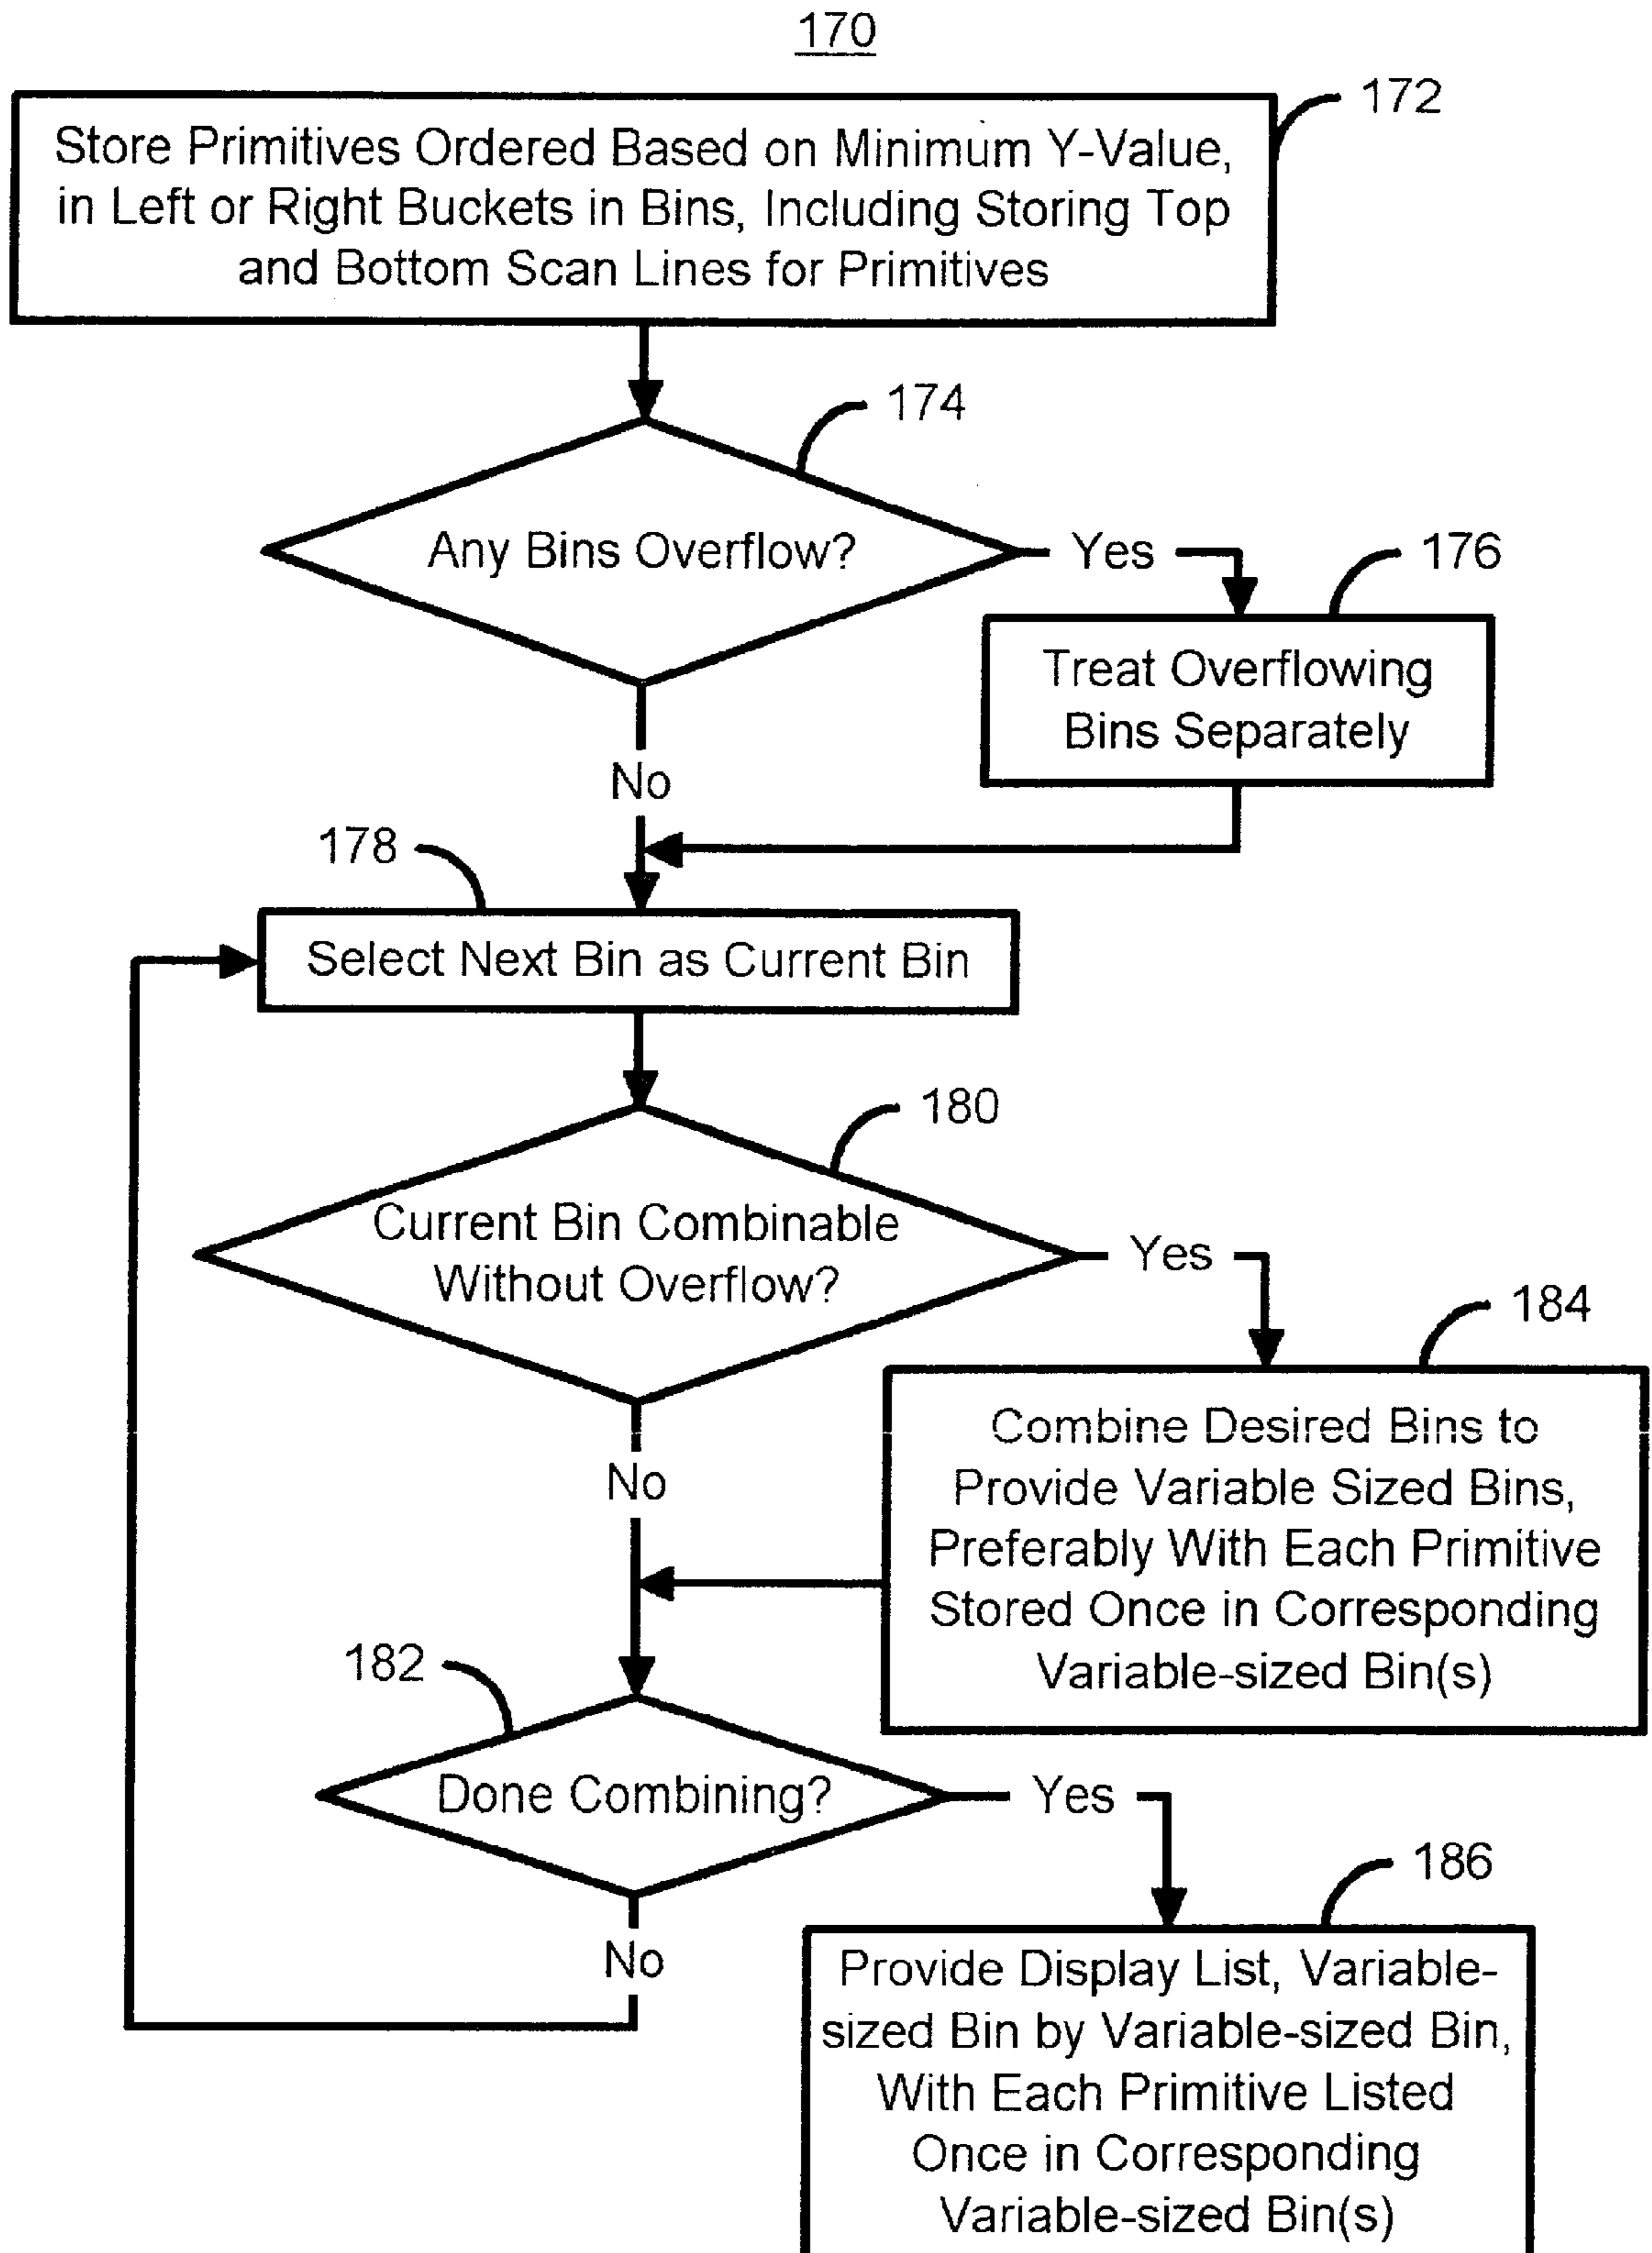 170
172
Store Primitives Ordered Based on Minimum Y-Value,
in Left or Right Buckets in Bins, Including Storing Top
and Bottom Scan Lines for Primitives
174
Any Bins Overflow?
Yes
176
Treat Overflowing
Bins Separately
No
178
Select Next Bin as Current Bin
180
Current Bin Combinable
Without Overflow?
Yes
184
Combine Desired Bins to
Provide Variable Sized Bins,
Preferably With Each Primitive
Stored Once in Corresponding
Variable-sized Bin(s)
No
182
Done Combining?
Yes
186
Provide Display List, Variable-
sized Bin by Variable-sized Bin,
With Each Primitive Listed
Once in Corresponding
Variable-sized Bin(s)
No